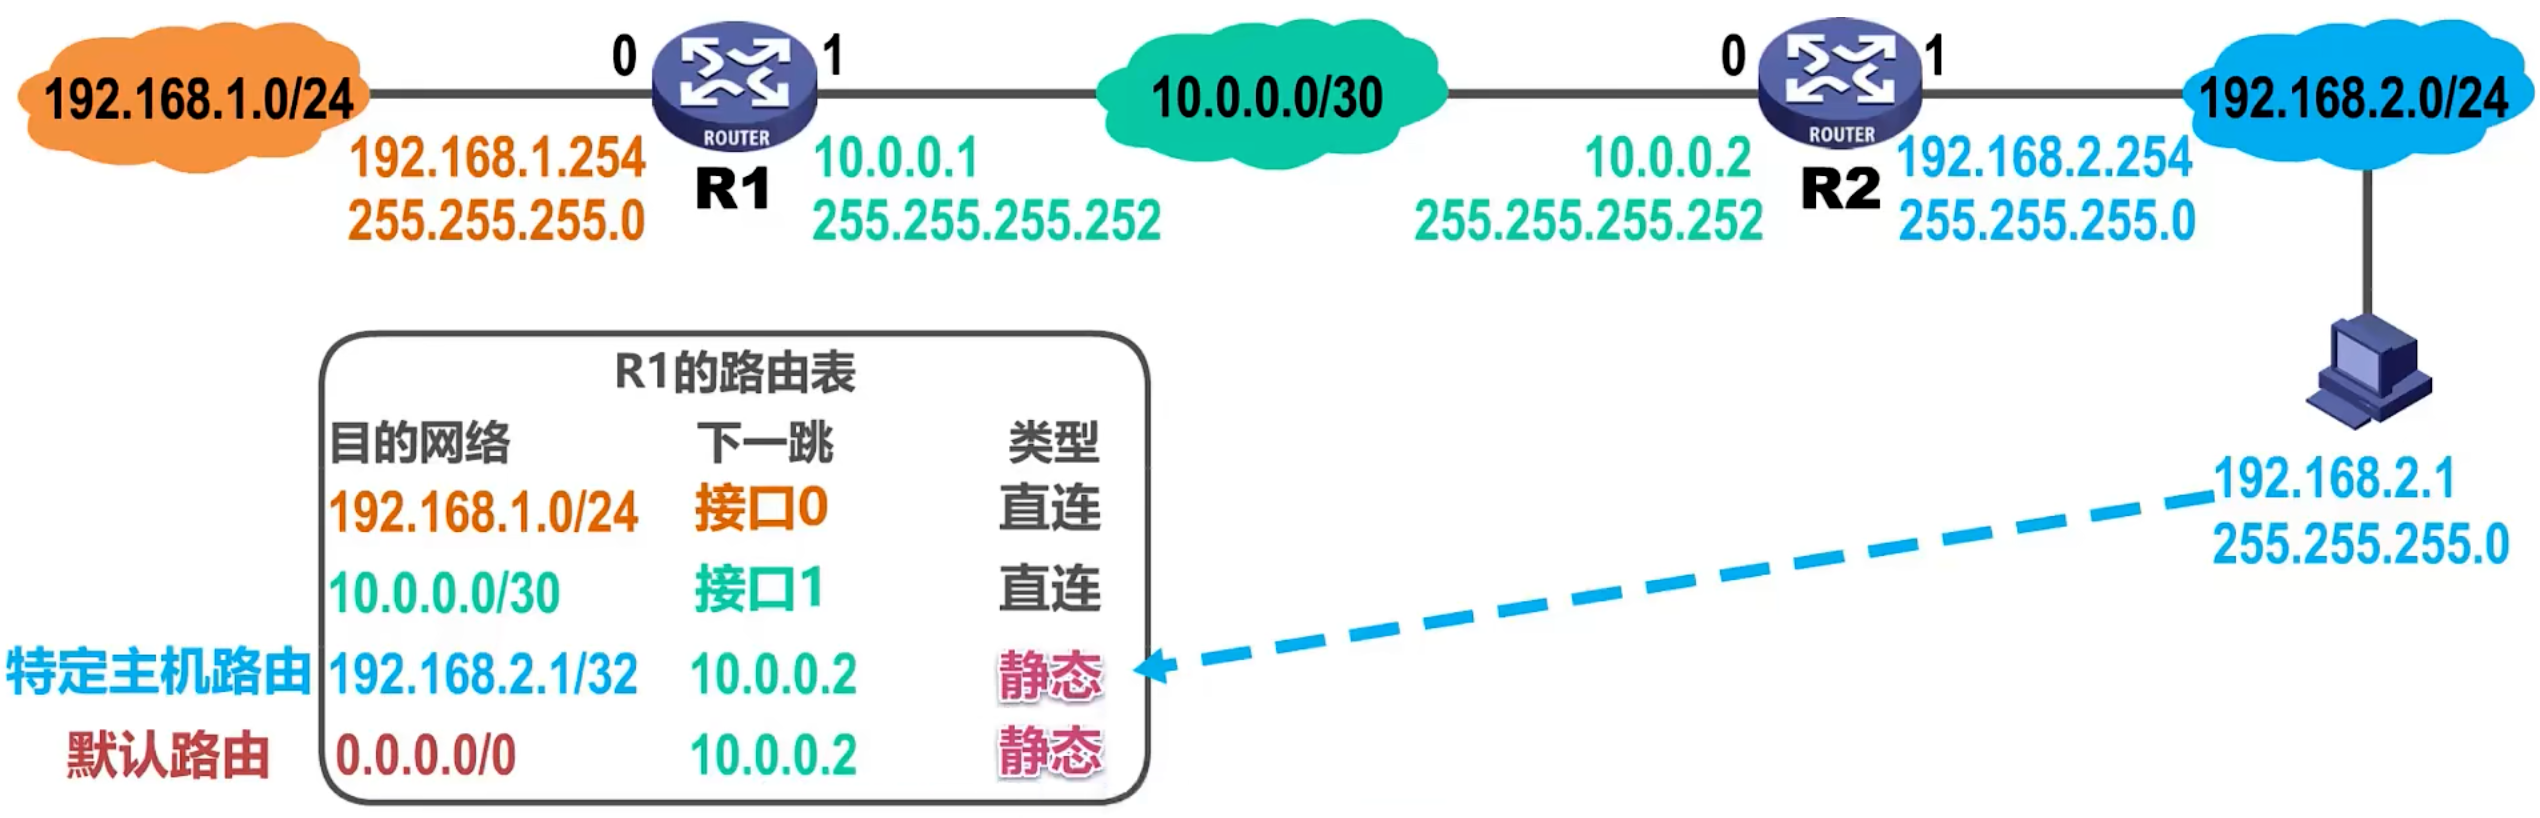 0 1 0 1
192.168.1.0/24 10.0.0.0/30 192.168.2.0/24
ROUTER ROUTER
192.168.1.254 10.0.0.1 10.0.0.2 192.168.2.254
R1 R2
255.255.255.0 255.255.255.252 255.255.255.252 255.255.255.0
R1的路由表
目的网络 下一跳 类型
192.168.1.0/24 接口0 直连
10.0.0.0/30 接口1 直连
特定主机路由 192.168.2.1/32 10.0.0.2 静态
默认路由 0.0.0.0/0 10.0.0.2 静态
192.168.2.1
255.255.255.0